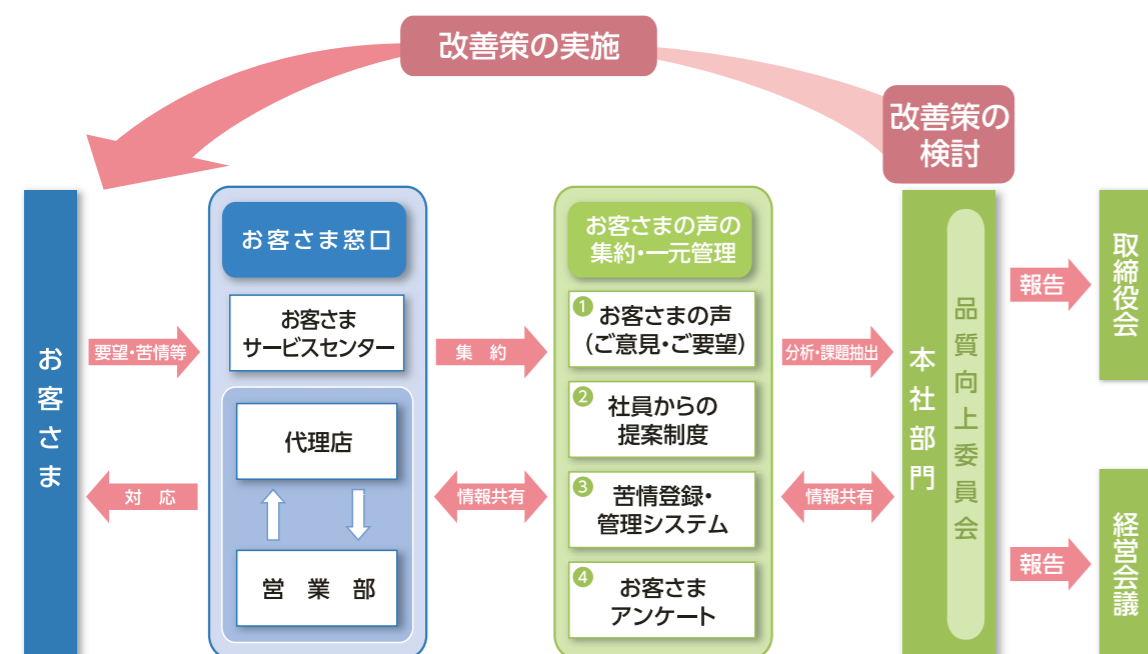 改善策の実施
改善策の
検討
お客さま
要望・苦情等
対 応
お客さま窓口
お客さま
サービスセンター
代理店
営 業 部
集 約
情報共有
お客さまの声の
集約・一元管理
1 お客さまの声
(ご意見・ご要望)
2 社員からの
提案制度
3 苦情登録・
管理システム
4 お客さま
アンケート
分析・課題抽出
情報共有
本社部門
品質向上委員会
報告
取締役会
報告
経営会議